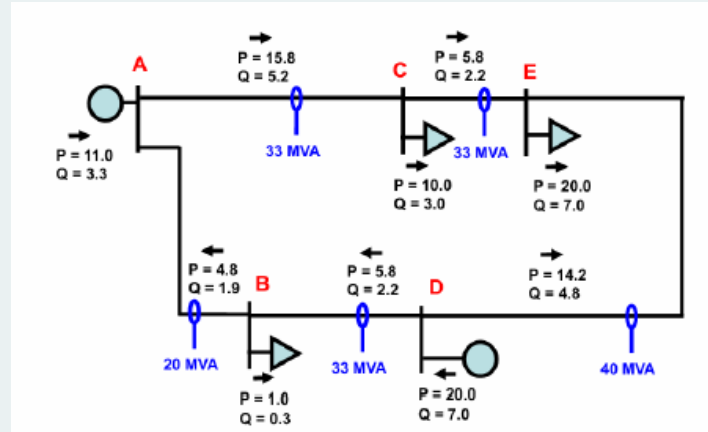 P = 15.8
Q = 5.2
P = 5.8
Q = 2.2
A
C
E
33 MVA
33 MVA
P = 11.0
Q = 3.3
P = 10.0
Q = 3.0
P = 20.0
Q = 7.0
P = 4.8
Q = 1.9
B
P = 5.8
Q = 2.2
D
P = 14.2
Q = 4.8
20 MVA
33 MVA
40 MVA
P = 1.0
Q = 0.3
P = 20.0
Q = 7.0